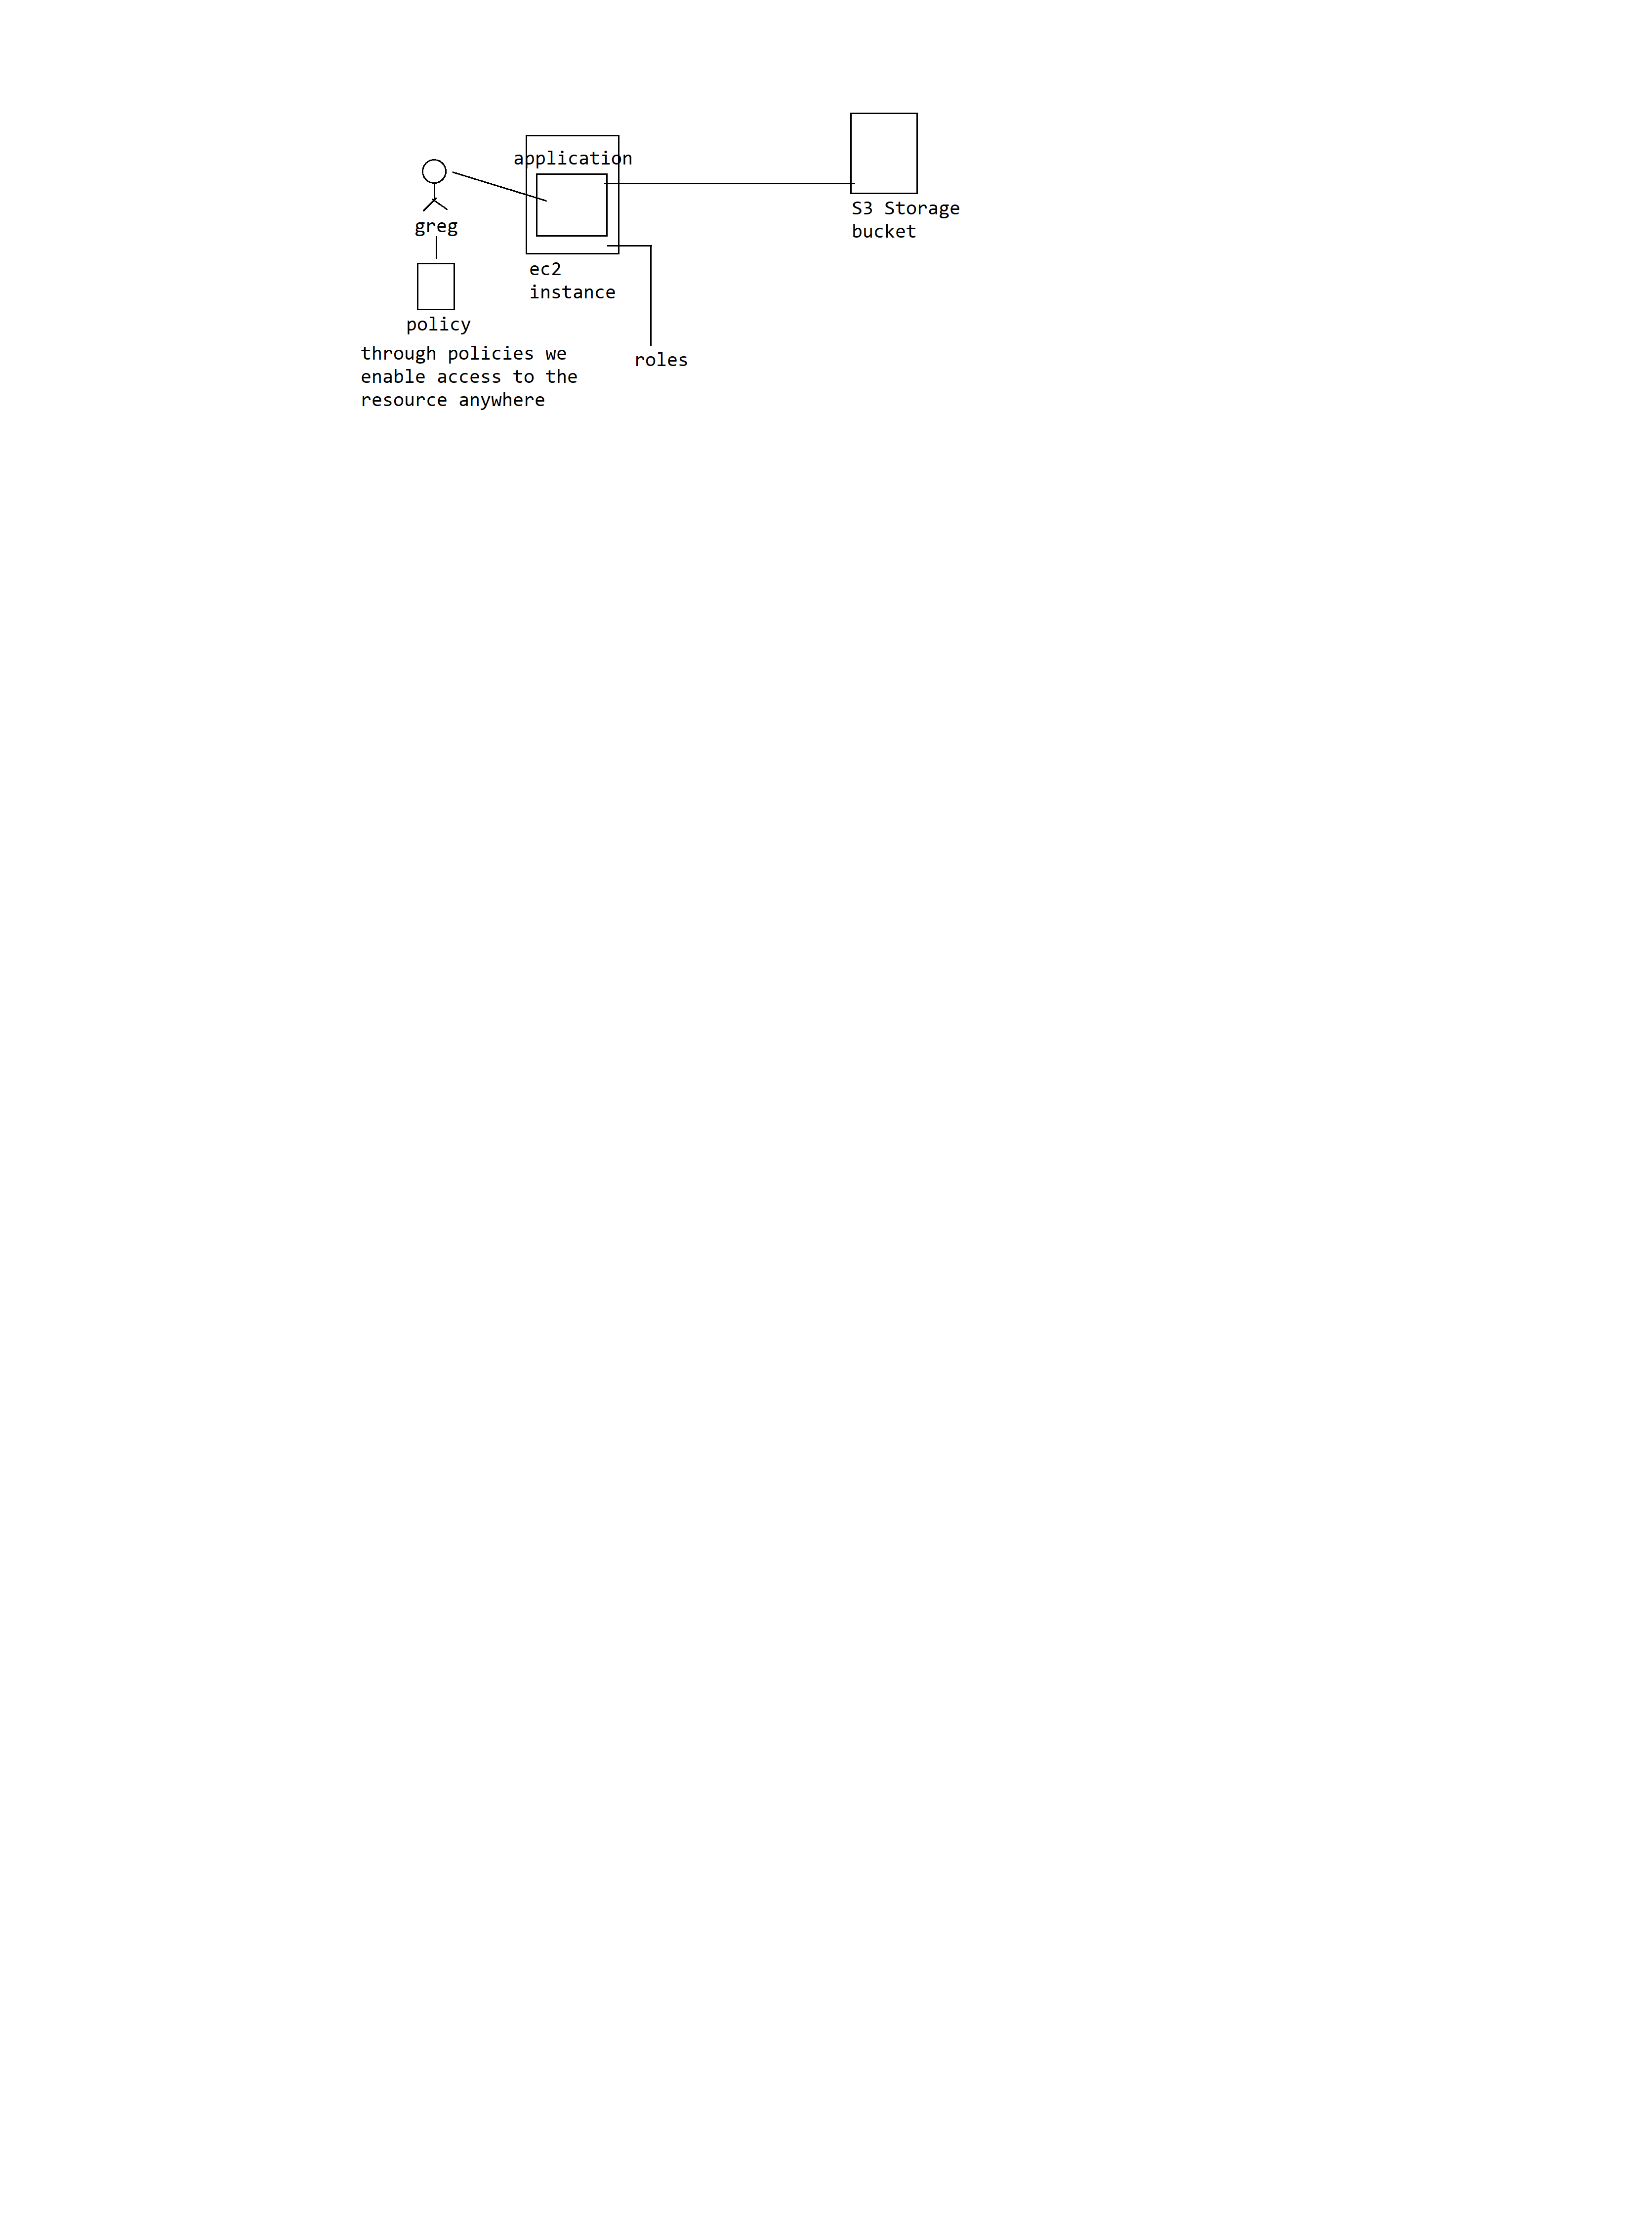 application
greg
S3 Storage
bucket
ec2
instance
policy
through policies we
enable access to the
resource anywhere
roles